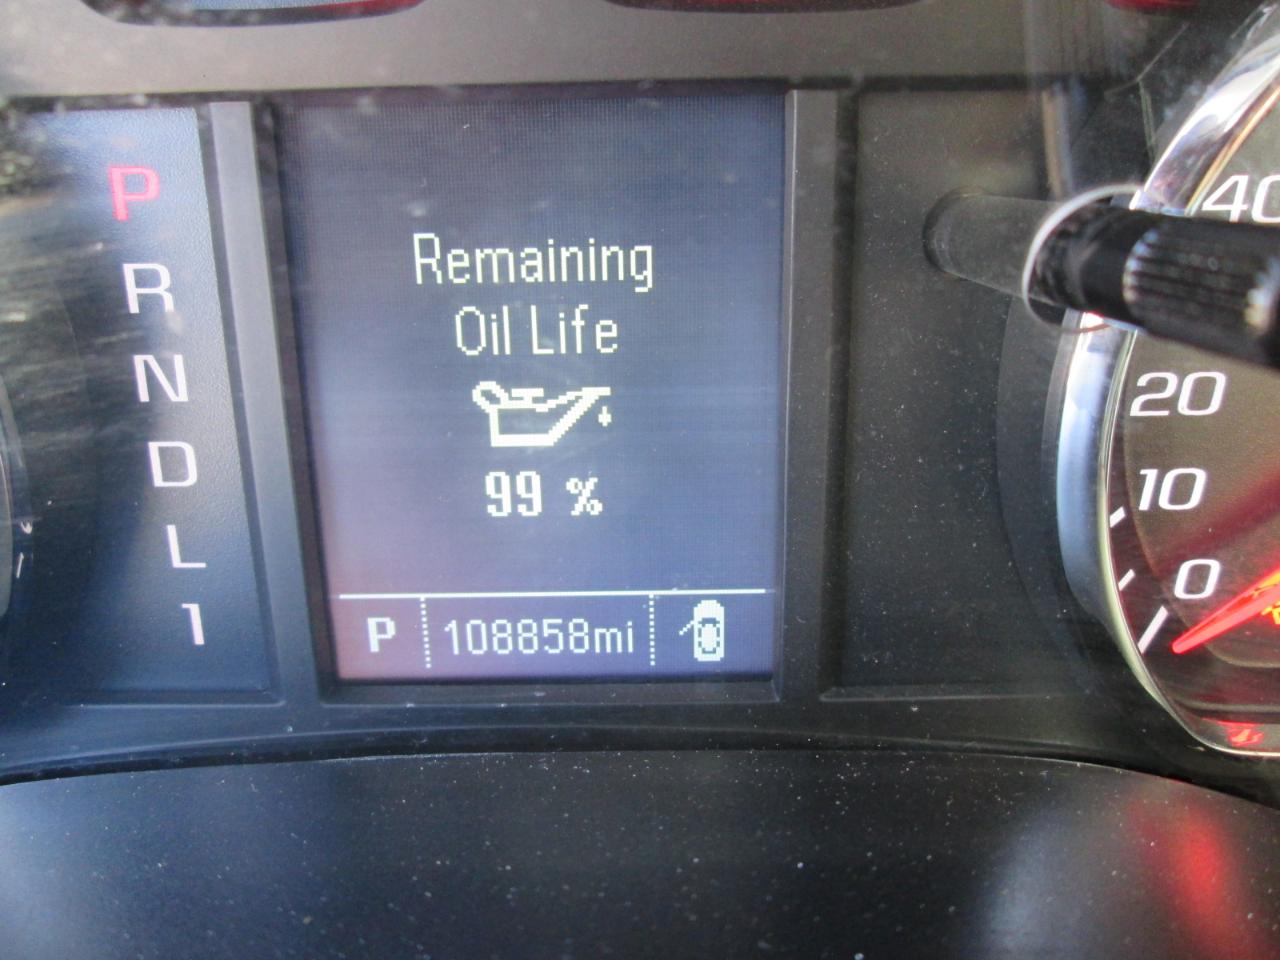 P
R
N
D
L
1
Remaining
Oil Life
99 %
P 108858mi
40
20
10
0